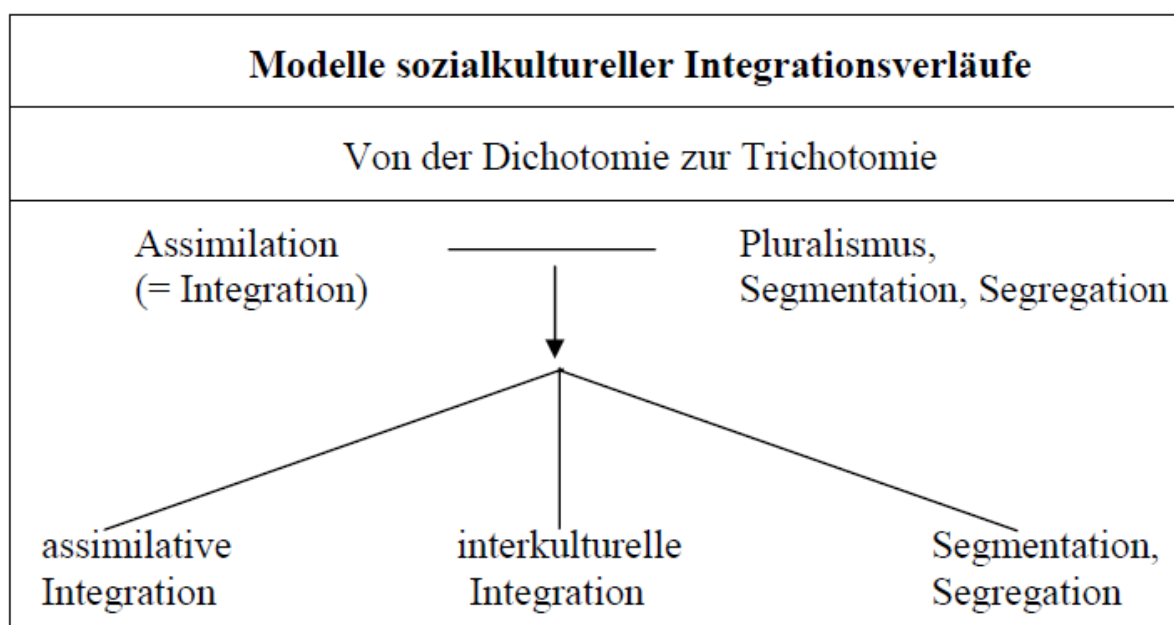 Modelle sozialkultureller Integrationsverläufe
Von der Dichotomie zur Trichotomie
Assimilation
(= Integration)
Pluralismus,
Segmentation, Segregation
assimilative
Integration
interkulturelle
Integration
Segmentation,
Segregation